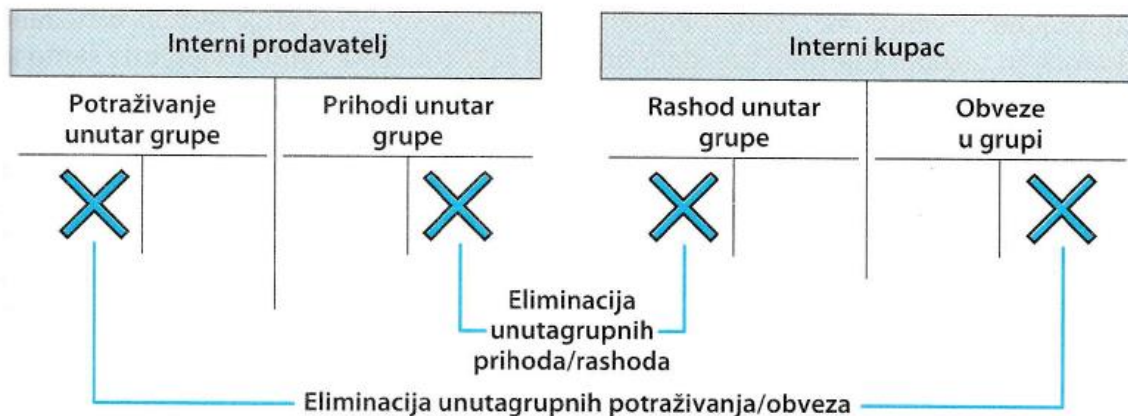 Interni prodavatelj
Interni kupac
Potraživanje
unutar grupe
Prihodi unutar
grupe
Rashod unutar
grupe
Obveze
u grupi
Eliminacija
unutagrupnih
prihoda/rashoda
Eliminacija unutagrupnih potraživanja/obveza